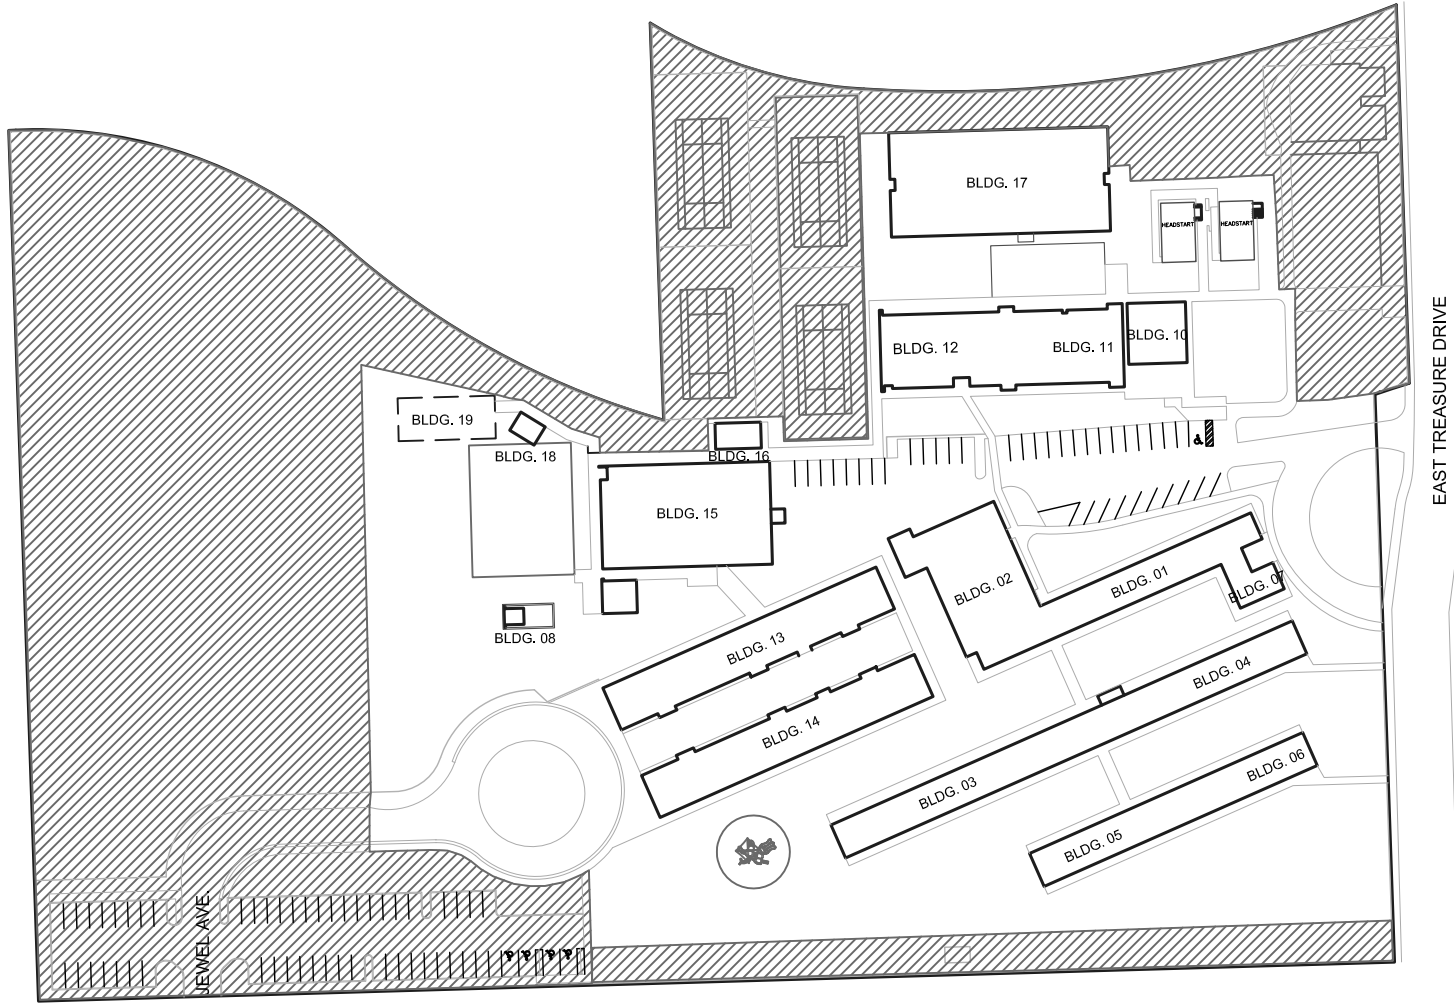 BLDG. 17
HEADSTART
HEADSTART
BLDG. 12
BLDG. 11
BLDG. 10
EAST TREASURE DRIVE
BLDG. 19
BLDG. 18
BLDG. 16
BLDG. 15
BLDG. 02
BLDG. 01
BLDG. 07
BLDG. 08
BLDG. 13
BLDG. 04
BLDG. 14
BLDG. 03
BLDG. 06
BLDG. 05
JEWEL AVE.